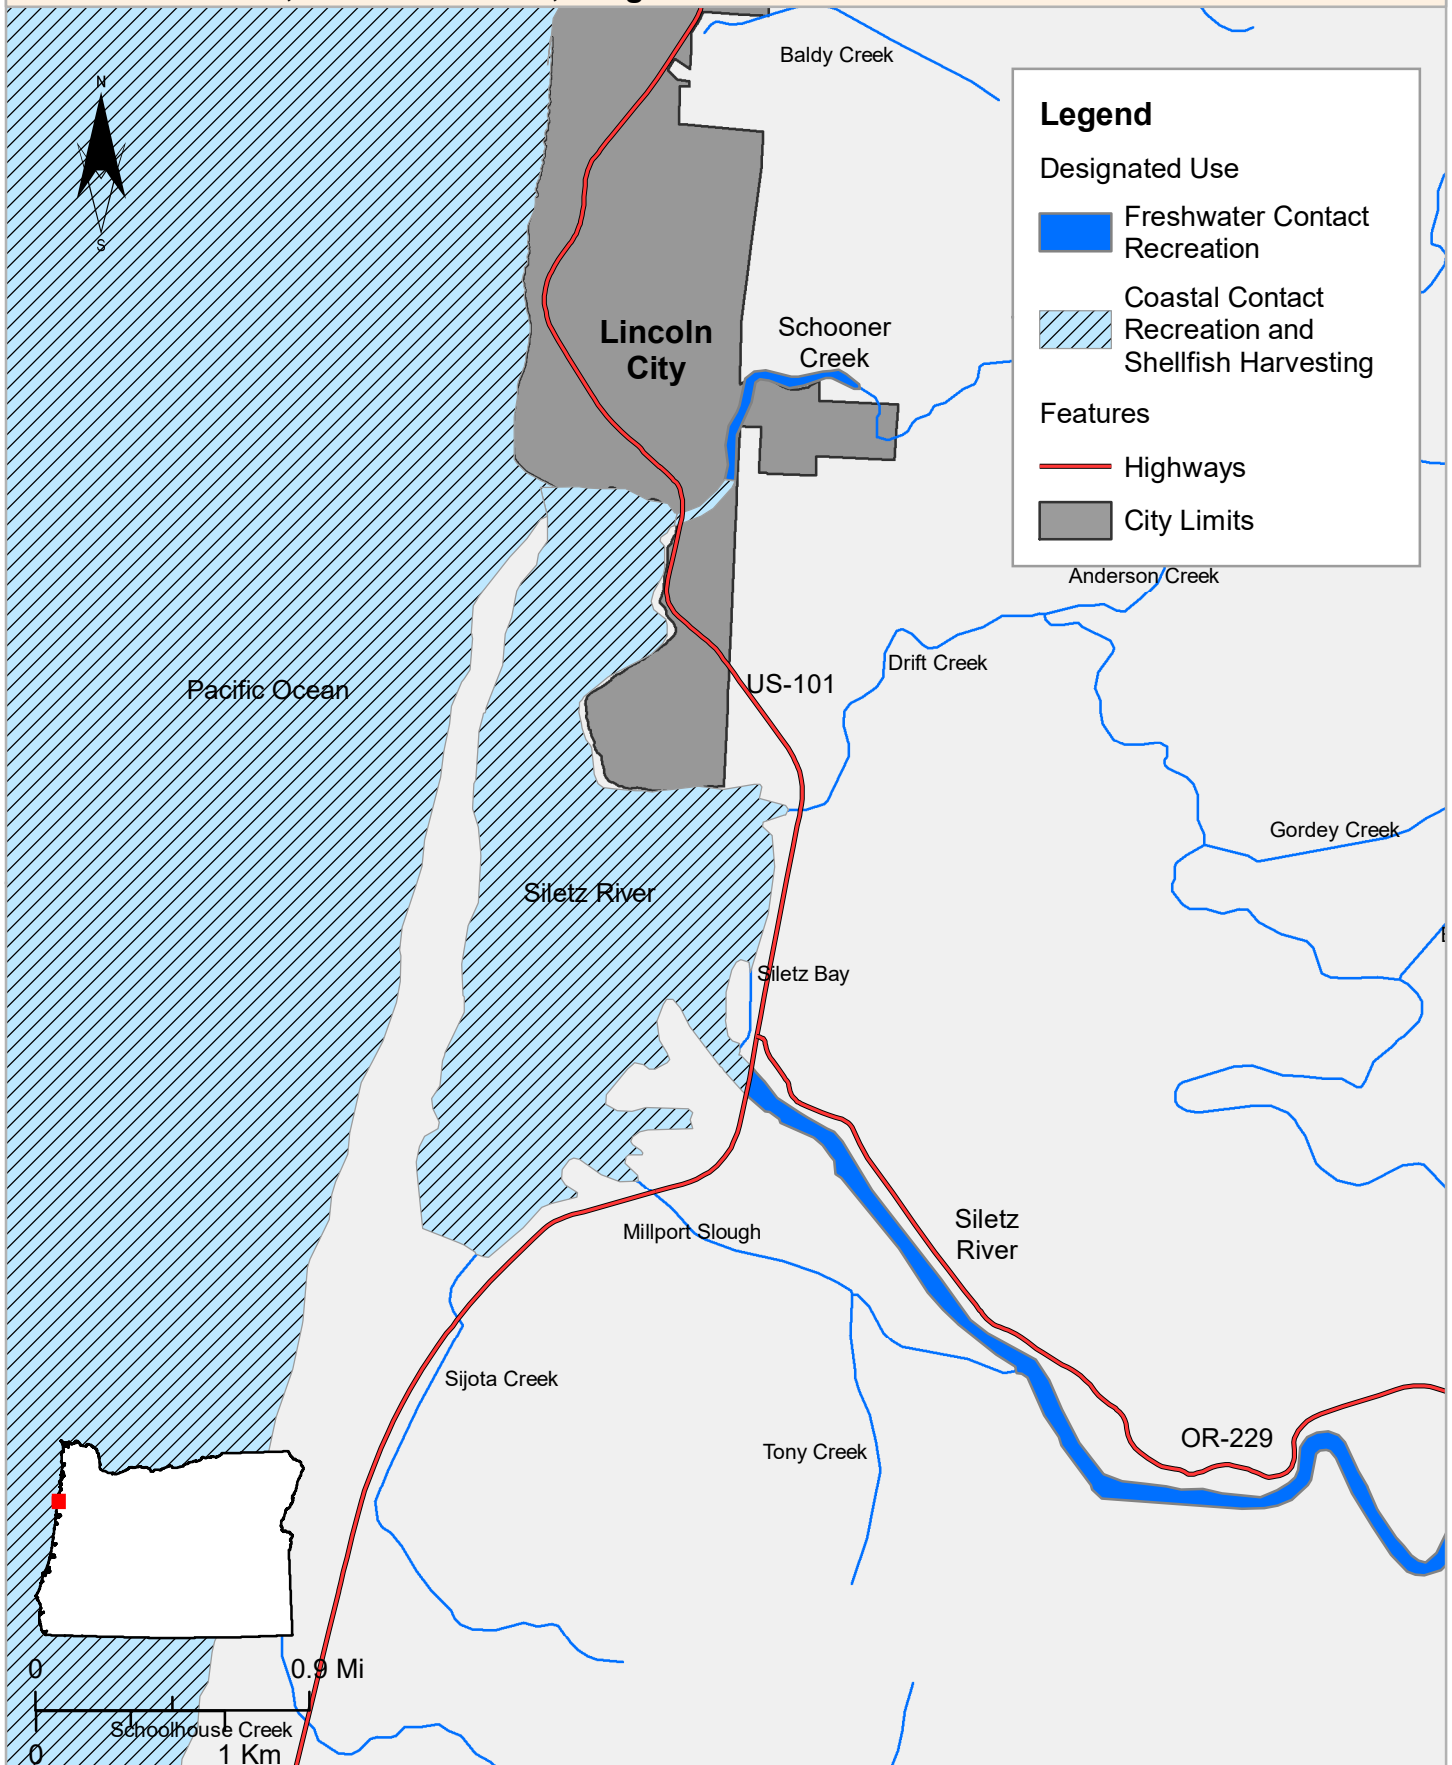 Baldy Creek
N
S
Legend
Designated Use
Freshwater Contact
Recreation
Coastal Contact
Recreation and
Shellfish Harvesting
Features
Highways
City Limits
Lincoln
City
Schooner
Creek
Anderson Creek
Drift Creek
US-101
Pacific Ocean
Gordey Creek
Siletz River
Siletz Bay
Siletz
River
Millport Slough
Sijota Creek
OR-229
Tony Creek
0
0.9 Mi
Schoolhouse Creek
0
1 Km